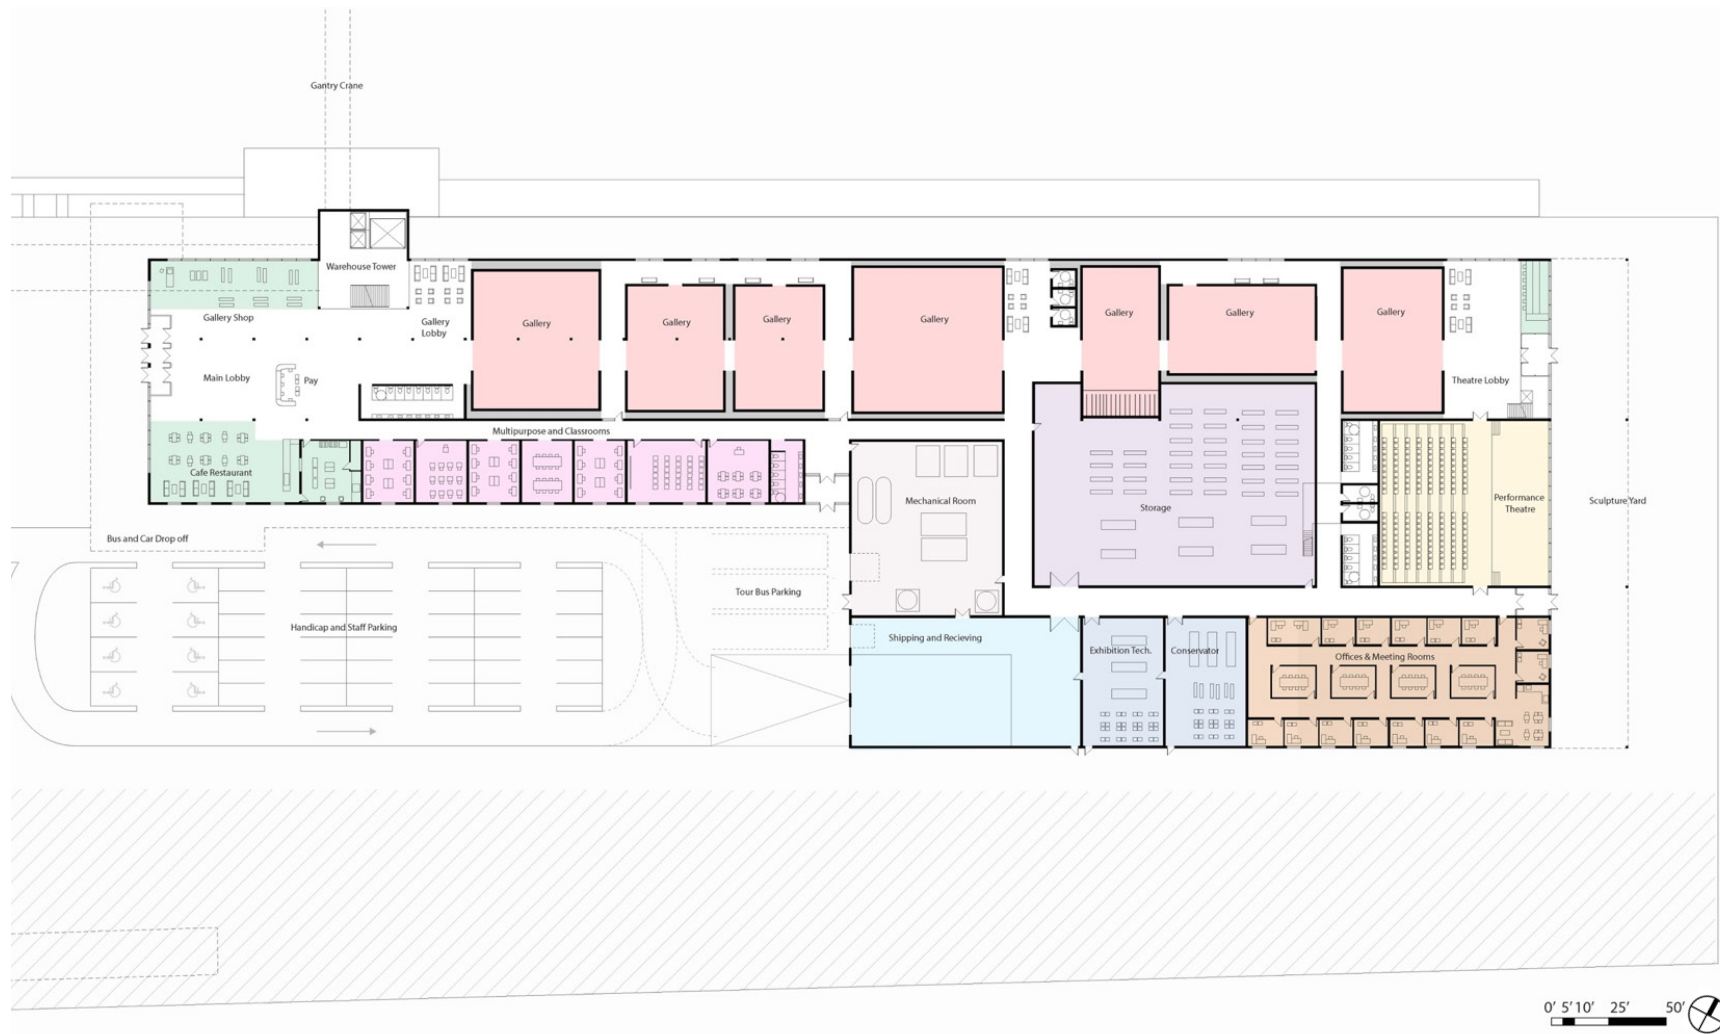 Gantry Crane
Warehouse Tower
Gallery Shop
Gallery
Lobby
Gallery
Gallery
Gallery
Gallery
Gallery
Gallery
Gallery
Main Lobby
Pay
Theatre Lobby
Multipurpose and Classrooms
Cafe Restaurant
Mechanical Room
Storage
Performance
Theatre
Sculpture Yard
Bus and Car Drop off
Tour Bus Parking
Handicap and Staff Parking
Shipping and Recieving
Exhibition Tech.
Conservator
Offices & Meeting Rooms
0' 5' 10' 25' 50'